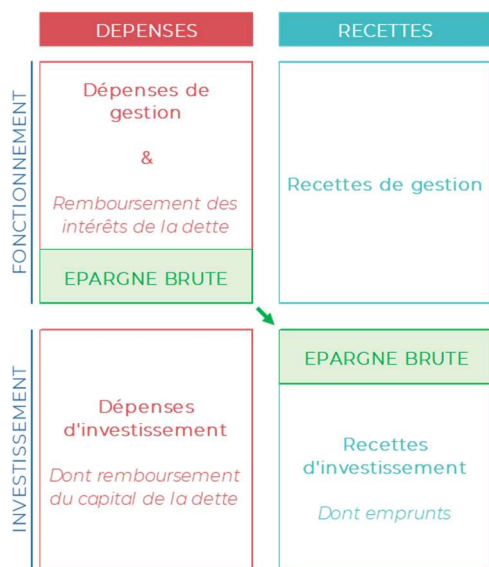 DEPENSES
RECETTES
FONCTIONNEMENT
Dépenses de
gestion
&
Remboursement des
intérêts de la dette
EPARGNE BRUTE
Recettes de gestion
INVESTISSEMENT
Dépenses
d'investissement
Dont remboursement
du capital de la dette
EPARGNE BRUTE
Recettes
d'investissement
Dont emprunts